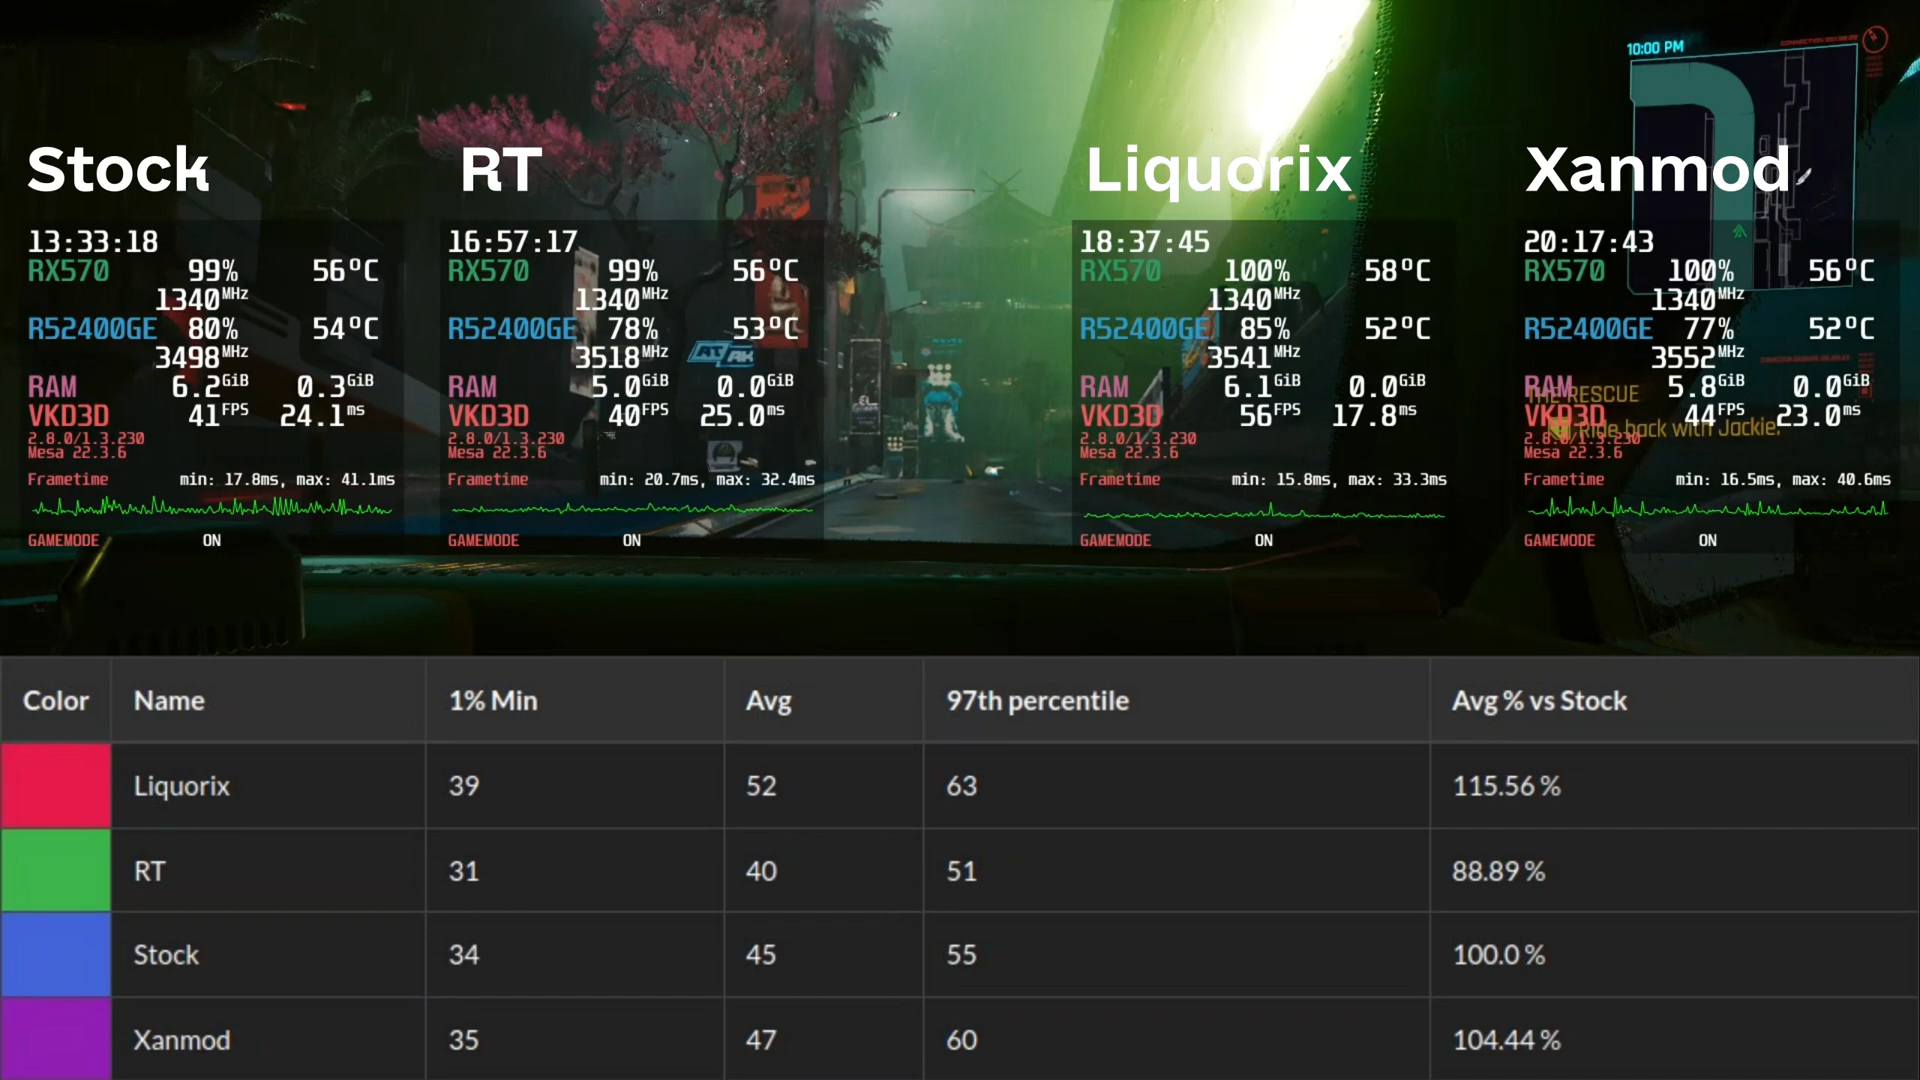 10:00 PM
Stock
RT
Liquorix
Xanmod
13:33:18
RX570 99% 56°C
1340MHz
R52400GE 80% 54°C
3498MHz
RAM 6.2GiB 0.3GiB
VKD3D 41FPS 24.1ms
2.8.0/1.3.230
Mesa 22.3.6
Frametime min: 17.8ms, max: 41.1ms
GAMEMODE ON
16:57:17
RX570 99% 56°C
1340MHz
R52400GE 78% 53°C
3518MHz
RAM 5.0GiB 0.0GiB
VKD3D 40FPS 25.0ms
2.8.0/1.3.230
Mesa 22.3.6
Frametime min: 20.7ms, max: 32.4ms
GAMEMODE ON
18:37:45
RX570 100% 58°C
1340MHz
R52400GE 85% 52°C
3541MHz
RAM 6.1GiB 0.0GiB
VKD3D 56FPS 17.8ms
2.8.0/1.3.230
Mesa 22.3.6
Frametime min: 15.8ms, max: 33.3ms
GAMEMODE ON
20:17:43
RX570 100% 56°C
1340MHz
R52400GE 77% 52°C
3552MHz
RAM 5.8GiB 0.0GiB
VKD3D 44FPS 23.0ms
2.8.0/1.3.230
Mesa 22.3.6
Frametime min: 16.5ms, max: 40.6ms
GAMEMODE ON
RESCUE
Ride back with Jackie.
Color Name 1% Min Avg 97th percentile Avg % vs Stock
Liquorix 39 52 63 115.56 %
RT 31 40 51 88.89 %
Stock 34 45 55 100.0 %
Xanmod 35 47 60 104.44 %